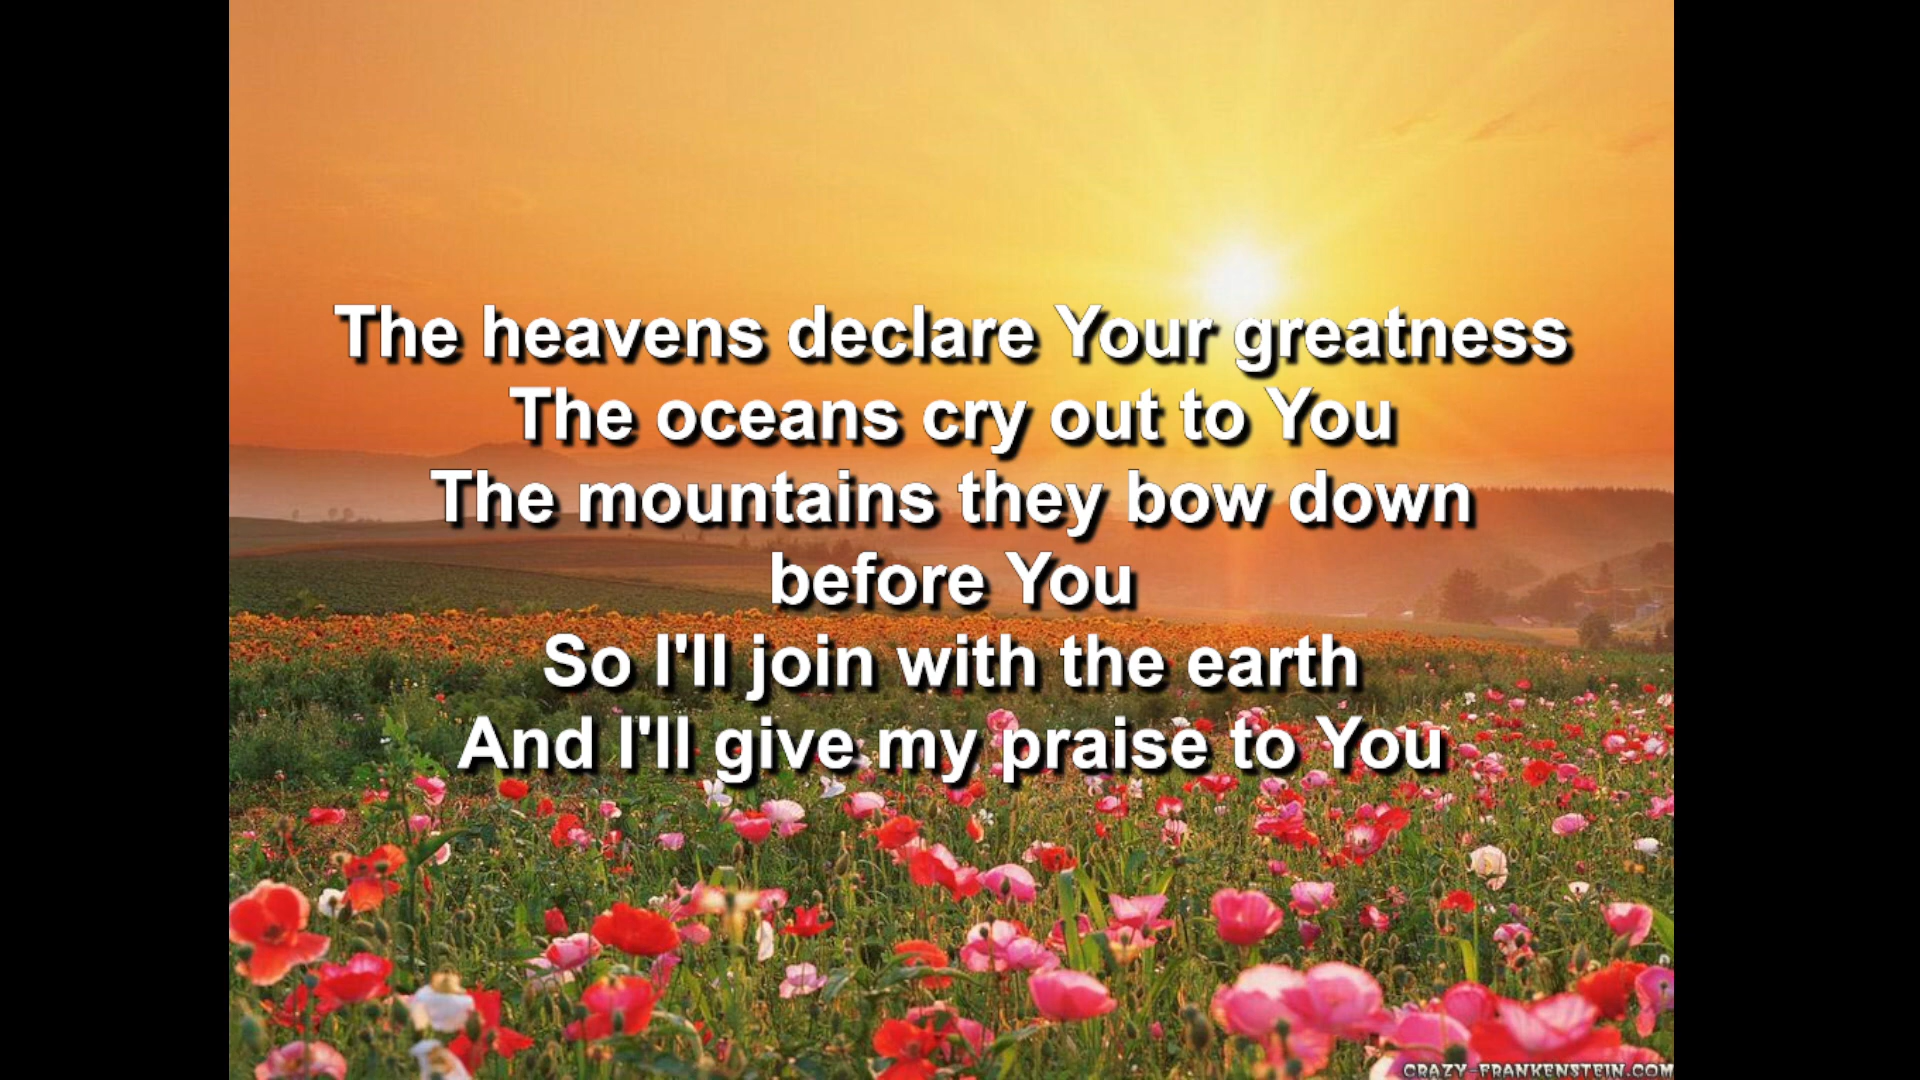 The heavens declare Your greatness
The oceans cry out to You
The mountains they bow down
before You
So I'll join with the earth
And I'll give my praise to You
CRAZY-FRANKENSTEIN.COM